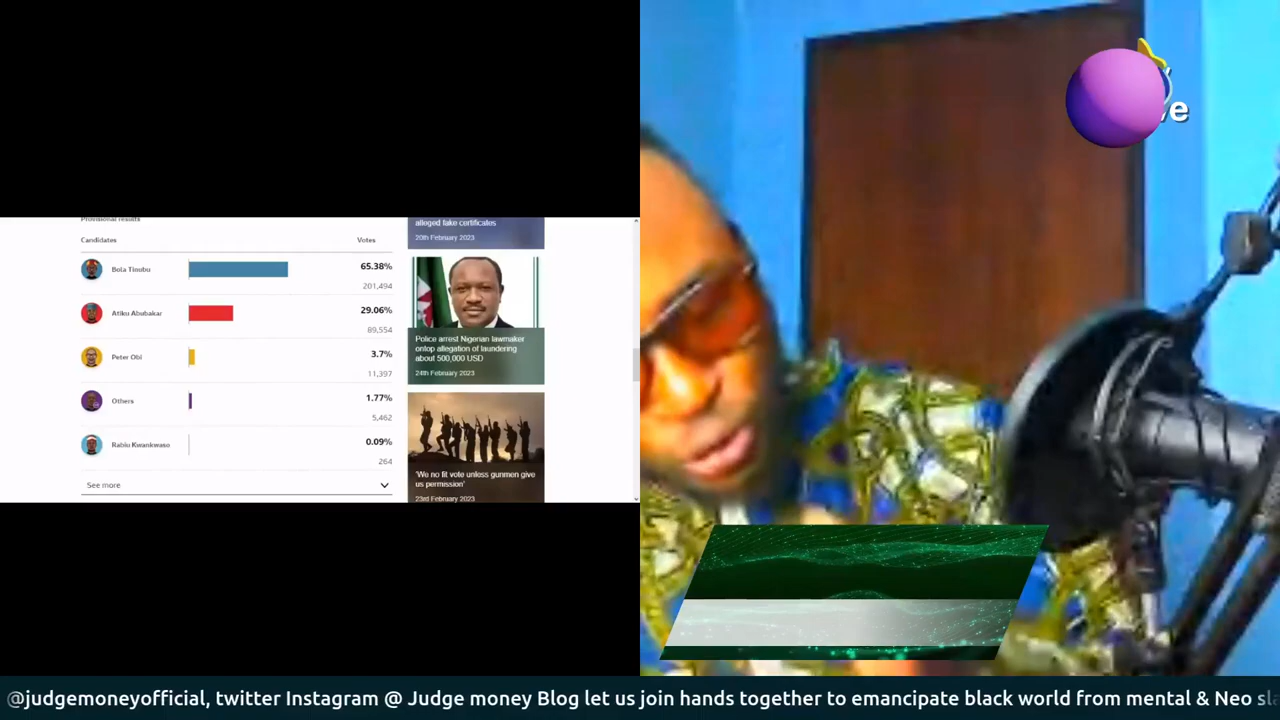 Provisional results
Candidates Votes
Bola Tinubu 65.38%
201,494
Atiku Abubakar 29.06%
89,554
Peter Obi 3.7%
11,397
Others 1.77%
5,462
Rabiu Kwankwaso 0.09%
264
See more
alleged fake certificates
20th February 2023
Police arrest Nigerian lawmaker
ontop allegation of laundering
about 500,000 USD
24th February 2023
'We no fit vote unless gunmen give
us permission'
23rd February 2023
e
@judgemoneyofficial, twitter Instagram @ Judge money Blog let us join hands together to emancipate black world from mental & Neo